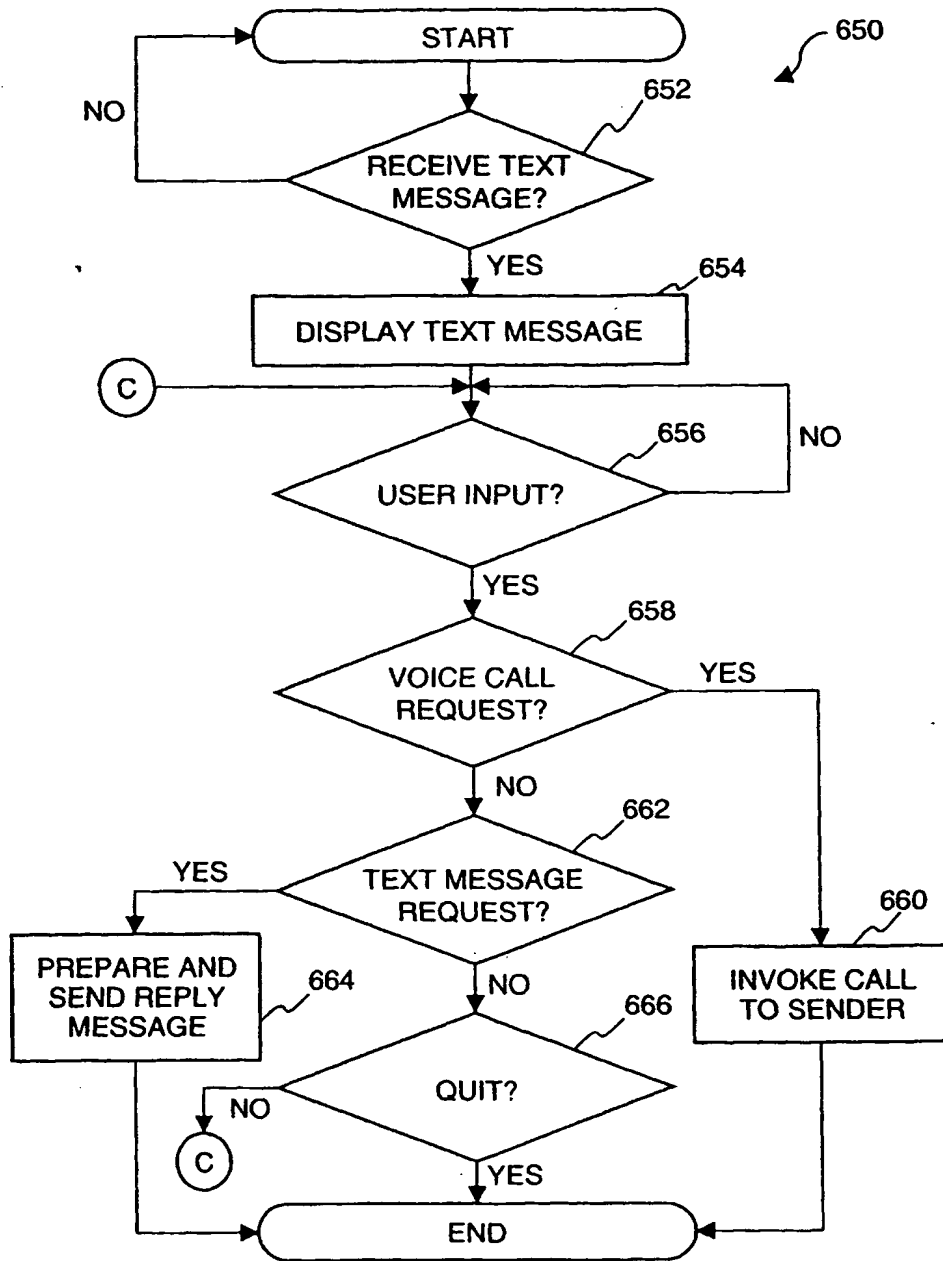 START
650
NO
652
RECEIVE TEXT
MESSAGE?
YES
654
DISPLAY TEXT MESSAGE
C
656
NO
USER INPUT?
YES
658
VOICE CALL
REQUEST?
YES
NO
662
YES
TEXT MESSAGE
REQUEST?
660
PREPARE AND
SEND REPLY
MESSAGE
664
NO
INVOKE CALL
TO SENDER
666
QUIT?
NO
C
YES
END